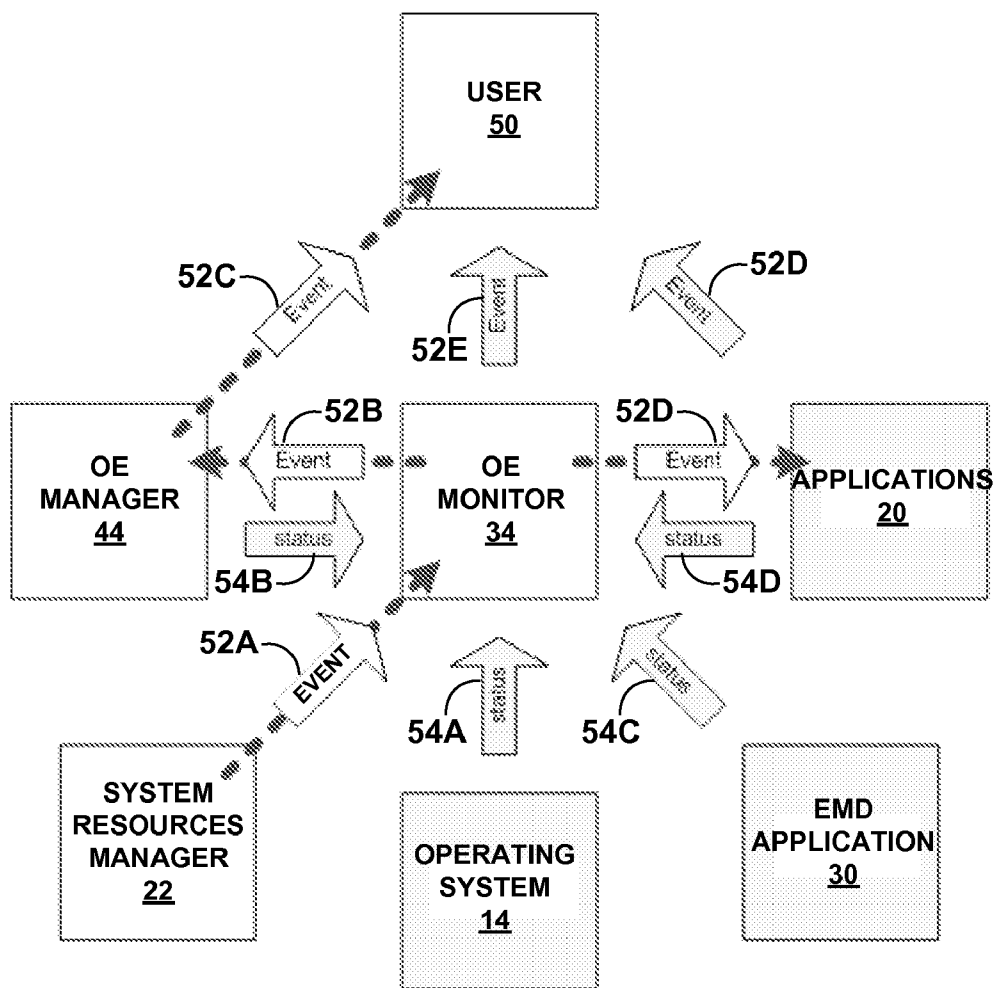 USER
50
52C
Event
52E
Event
52D
Event
OE
MANAGER
44
52B
Event
OE
MONITOR
34
52D
Event
APPLICATIONS
20
54B
status
54D
status
52A
EVENT
54A
status
54C
status
SYSTEM
RESOURCES
MANAGER
22
OPERATING
SYSTEM
14
EMD
APPLICATION
30